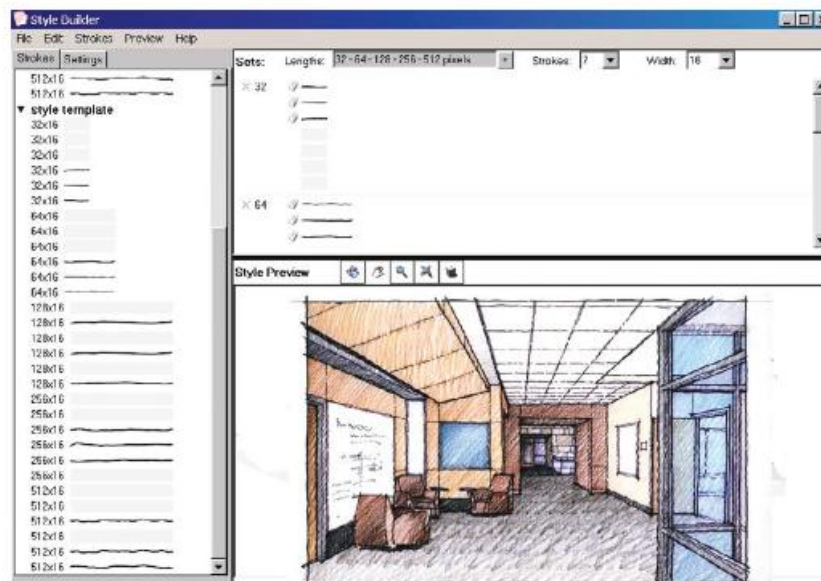 Style Builder
File Edit Strokes Preview Help
Strokes Settings
512x16
512x16
style template
32x16
32x16
32x16
32x16
32x16
32x16
64x16
64x16
64x16
64x16
64x16
64x16
128x16
128x16
128x16
128x16
128x16
128x16
256x16
256x16
256x16
256x16
256x16
256x16
512x16
512x16
512x16
512x16
512x16
Sets: Lengths: 32-64-128-256-512 pixels Strokes: 7 Width: 16
32
64
Style Preview